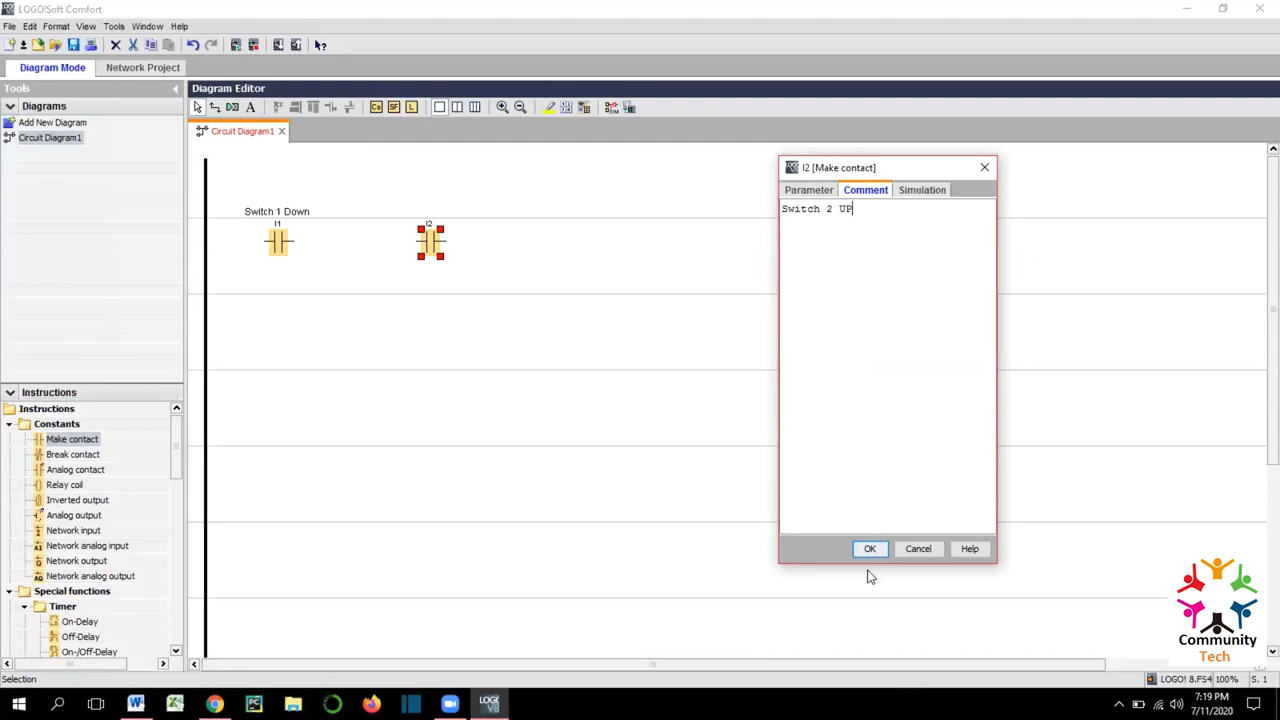 LOGO!Soft Comfort
File Edit Format View Tools Window Help
Diagram Mode Network Project
Tools
Diagrams
Add New Diagram
Circuit Diagram1
Instructions
Instructions
Constants
Make contact
Break contact
Analog contact
Relay coil
Inverted output
Analog output
Network input
Network analog input
Network output
Network analog output
Special functions
Timer
On-Delay
Off-Delay
On-/Off-Delay
Selection
Diagram Editor
A Co SF L
Circuit Diagram1
Switch 1 Down
I1
I2
I2 [Make contact]
Parameter Comment Simulation
Switch 2 UP
OK Cancel Help
Community
Tech
LOGO! 8.FS4 100% S. 1
7:19 PM
7/11/2020